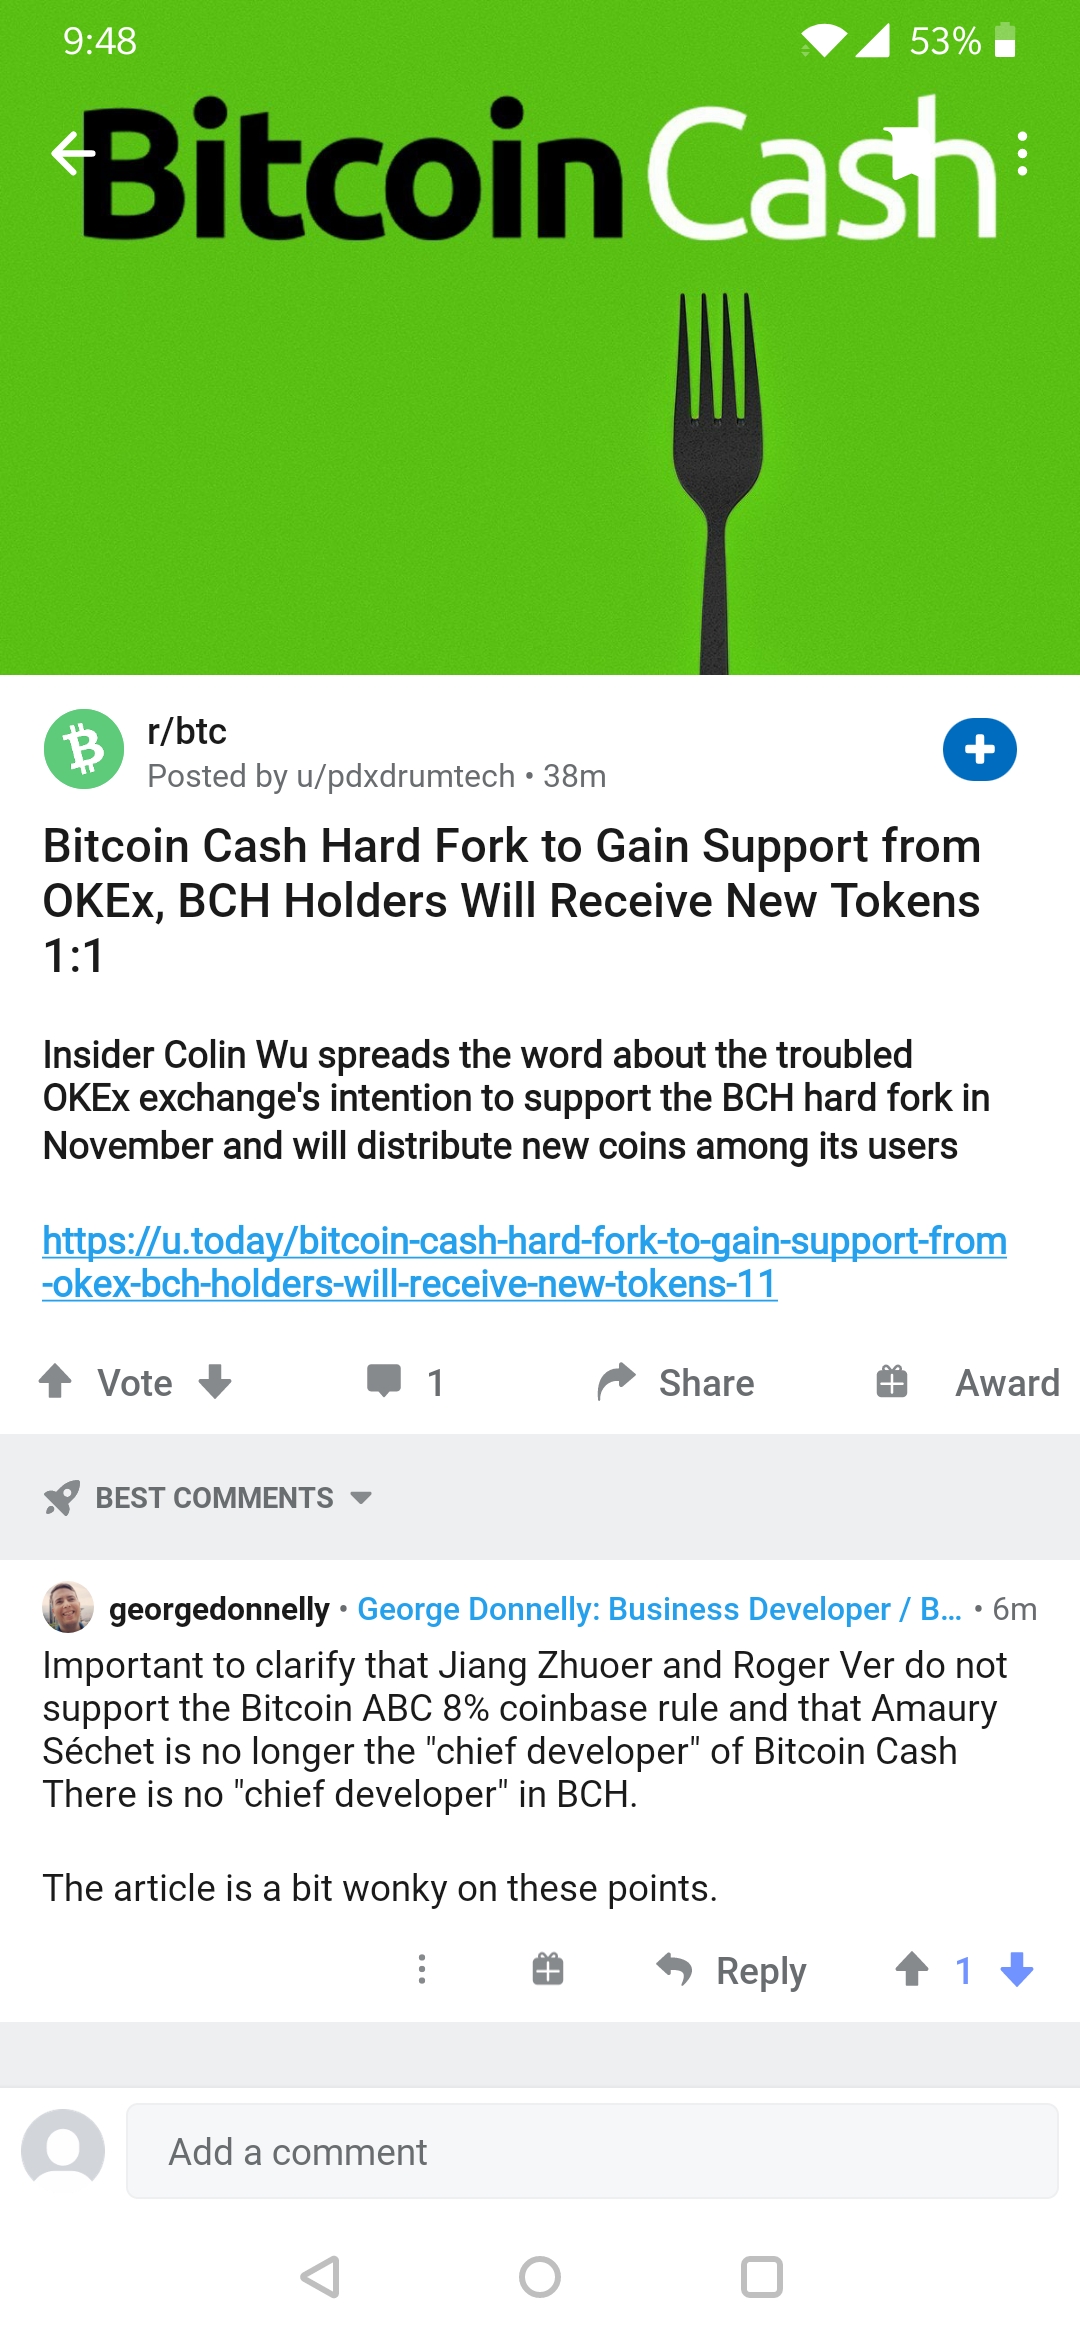 9:48
53%
Bitcoin Cash
r/btc
Posted by u/pdxdrumtech • 38m
Bitcoin Cash Hard Fork to Gain Support from
OKEx, BCH Holders Will Receive New Tokens
1:1
Insider Colin Wu spreads the word about the troubled
OKEx exchange's intention to support the BCH hard fork in
November and will distribute new coins among its users
https://u.today/bitcoin-cash-hard-fork-to-gain-support-from
-okex-bch-holders-will-receive-new-tokens-11
Vote 1 Share Award
BEST COMMENTS
georgedonnelly • George Donnelly: Business Developer / B... • 6m
Important to clarify that Jiang Zhuoer and Roger Ver do not
support the Bitcoin ABC 8% coinbase rule and that Amaury
Séchet is no longer the "chief developer" of Bitcoin Cash
There is no "chief developer" in BCH.
The article is a bit wonky on these points.
Reply 1
Add a comment